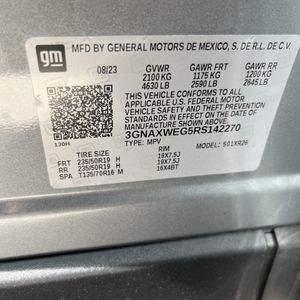 gm
MFD BY GENERAL MOTORS DE MEXICO, S. DE R.L. DE C.V.
08/23 GVWR GAWR FRT GAWR RR
2100 KG 1175 KG 1200 KG
4630 LB 2590 LB 2645 LB
THIS VEHICLE CONFORMS TO ALL
APPLICABLE U.S. FEDERAL MOTOR
VEHICLE SAFETY, BUMPER, AND
THEFT PREVENTION STANDARDS
IN EFFECT ON THE DATE OF
MANUFACTURE SHOWN ABOVE.
3GNAXWEG5RS142270
130H TYPE: MPV MODEL: 501XR26
TIRE SIZE RIM
FRT 235/50R19 H 19X7.5J
RR 235/50R19 H 19X7.5J
SPA T135/70R16 M 16X4BT